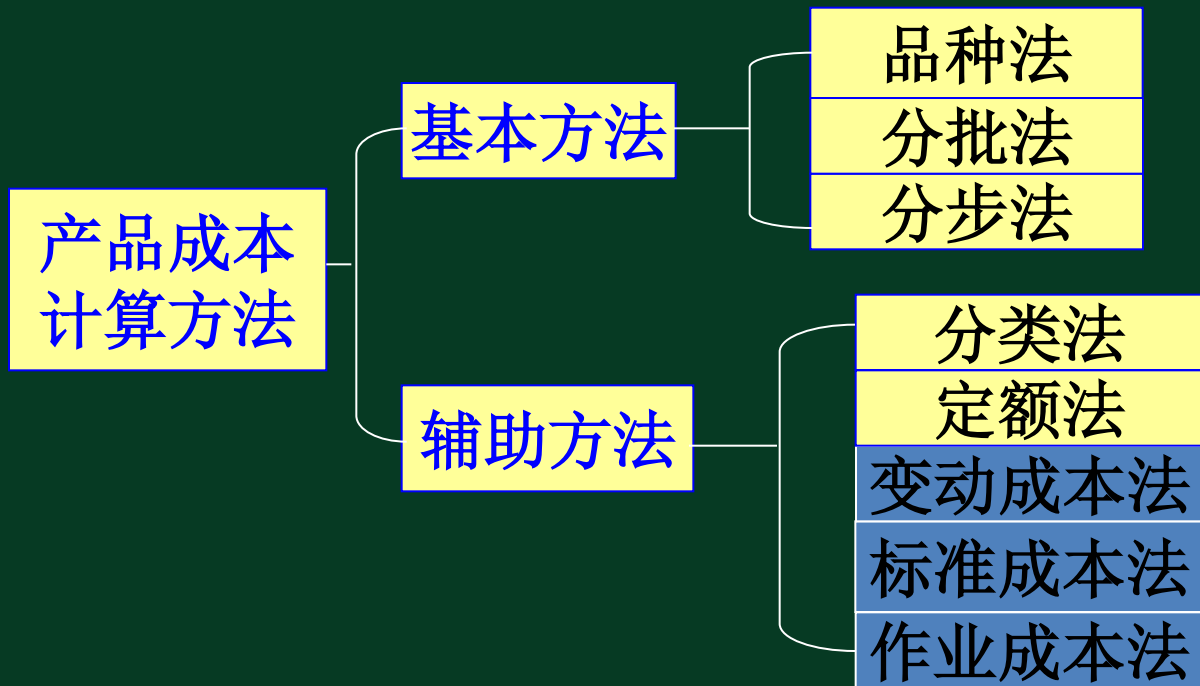 产品成本
计算方法
基本方法
品种法
分批法
分步法
辅助方法
分类法
定额法
变动成本法
标准成本法
作业成本法